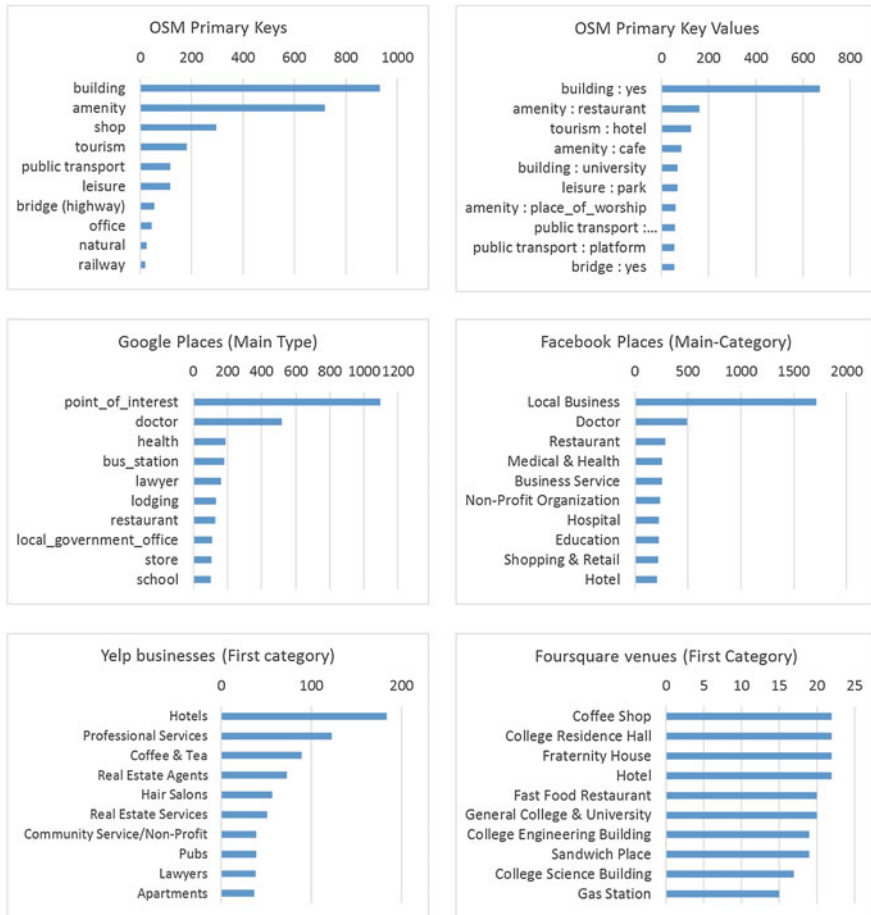 OSM Primary Keys
0 200 400 600 800 1000
building
amenity
shop
tourism
public transport
leisure
bridge (highway)
office
natural
railway
OSM Primary Key Values
0 200 400 600 800
building : yes
amenity : restaurant
tourism : hotel
amenity : cafe
building : university
leisure : park
amenity : place_of_worship
public transport :...
public transport : platform
bridge : yes
Google Places (Main Type)
0 200 400 600 800 1000 1200
point_of_interest
doctor
health
bus_station
lawyer
lodging
restaurant
local_government_office
store
school
Facebook Places (Main-Category)
0 500 1000 1500 2000
Local Business
Doctor
Restaurant
Medical & Health
Business Service
Non-Profit Organization
Hospital
Education
Shopping & Retail
Hotel
Yelp businesses (First category)
0 100 200
Hotels
Professional Services
Coffee & Tea
Real Estate Agents
Hair Salons
Real Estate Services
Community Service/Non-Profit
Pubs
Lawyers
Apartments
Foursquare venues (First Category)
0 5 10 15 20 25
Coffee Shop
College Residence Hall
Fraternity House
Hotel
Fast Food Restaurant
General College & University
College Engineering Building
Sandwich Place
College Science Building
Gas Station